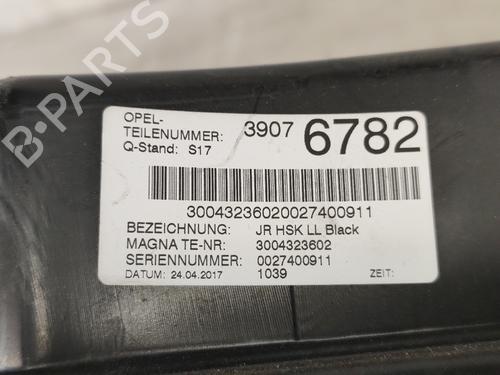 OPEL-
TEILENUMMER: 3907 6782
Q-Stand: S17
30043236020027400911
BEZEICHNUNG: JR HSK LL Black
MAGNA TE-NR: 3004323602
SERIENNUMMER: 0027400911
DATUM: 24.04.2017 1039 ZEIT:
B-PARTS